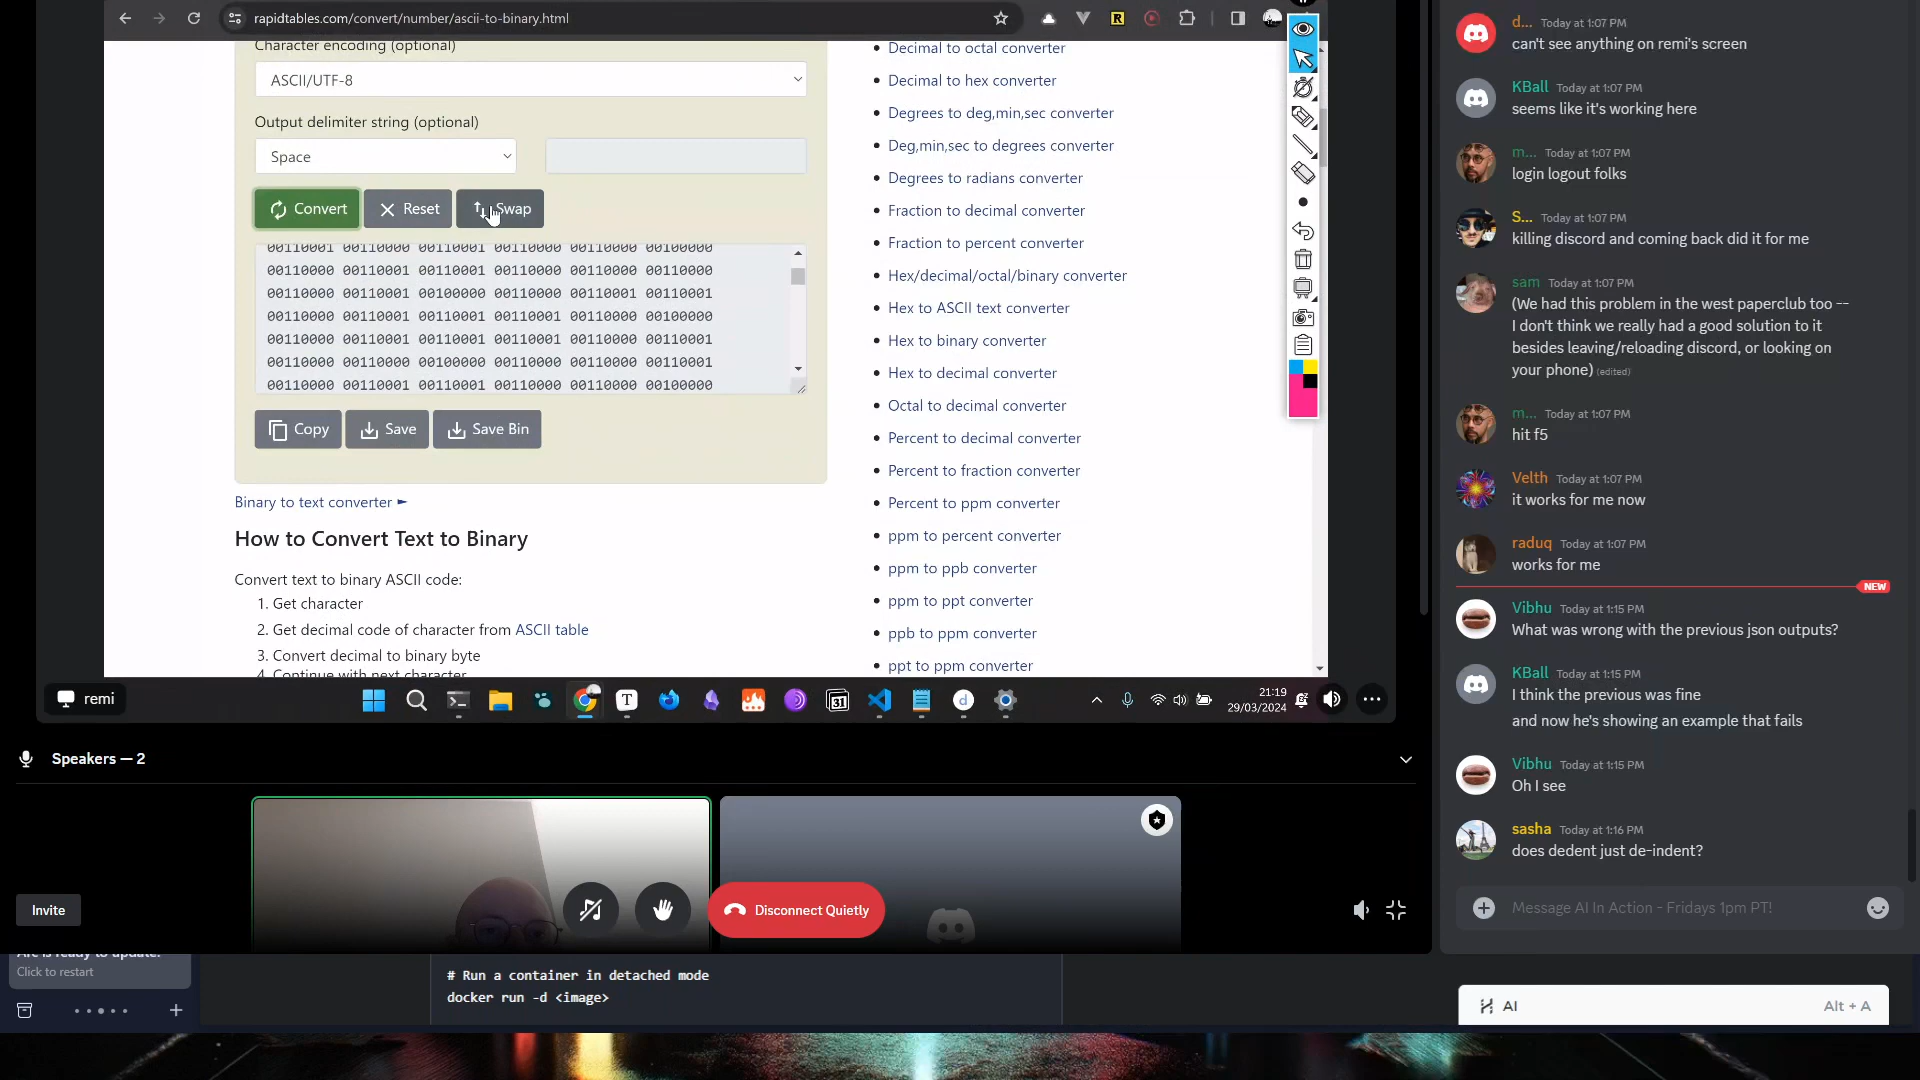 rapidtables.com/convert/number/ascii-to-binary.html
Character encoding (optional)
ASCII/UTF-8
Output delimiter string (optional)
Space
Convert
Reset
Swap
00110001 00110000 00110001 00110000 00110000 00100000
00110000 00110001 00110001 00110000 00110000 00110000
00110000 00110001 00100000 00110000 00110001 00110001
00110000 00110001 00110001 00110001 00110000 00100000
00110000 00110001 00110001 00110001 00110000 00110001
00110000 00110000 00100000 00110000 00110001 00110001
00110000 00110001 00110001 00110000 00110000 00100000
Copy
Save
Save Bin
Binary to text converter ►
How to Convert Text to Binary
Convert text to binary ASCII code:
1. Get character
2. Get decimal code of character from ASCII table
3. Convert decimal to binary byte
4. Continue with next character
Decimal to octal converter
Decimal to hex converter
Degrees to deg,min,sec converter
Deg,min,sec to degrees converter
Degrees to radians converter
Fraction to decimal converter
Fraction to percent converter
Hex/decimal/octal/binary converter
Hex to ASCII text converter
Hex to binary converter
Hex to decimal converter
Octal to decimal converter
Percent to decimal converter
Percent to fraction converter
Percent to ppm converter
ppm to percent converter
ppm to ppb converter
ppm to ppt converter
ppb to ppm converter
ppt to ppm converter
remi
21:19
29/03/2024
Speakers — 2
Invite
Disconnect Quietly
Arc is ready to update.
Click to restart
# Run a container in detached mode
docker run -d <image>
d... Today at 1:07 PM
can't see anything on remi's screen
KBall Today at 1:07 PM
seems like it's working here
m... Today at 1:07 PM
login logout folks
S... Today at 1:07 PM
killing discord and coming back did it for me
sam Today at 1:07 PM
(We had this problem in the west paperclub too --
I don't think we really had a good solution to it
besides leaving/reloading discord, or looking on
your phone) (edited)
m... Today at 1:07 PM
hit f5
Velth Today at 1:07 PM
it works for me now
raduq Today at 1:07 PM
works for me
NEW
Vibhu Today at 1:15 PM
What was wrong with the previous json outputs?
KBall Today at 1:15 PM
I think the previous was fine
and now he's showing an example that fails
Vibhu Today at 1:15 PM
Oh I see
sasha Today at 1:16 PM
does dedent just de-indent?
Message AI In Action - Fridays 1pm PT!
AI
Alt + A